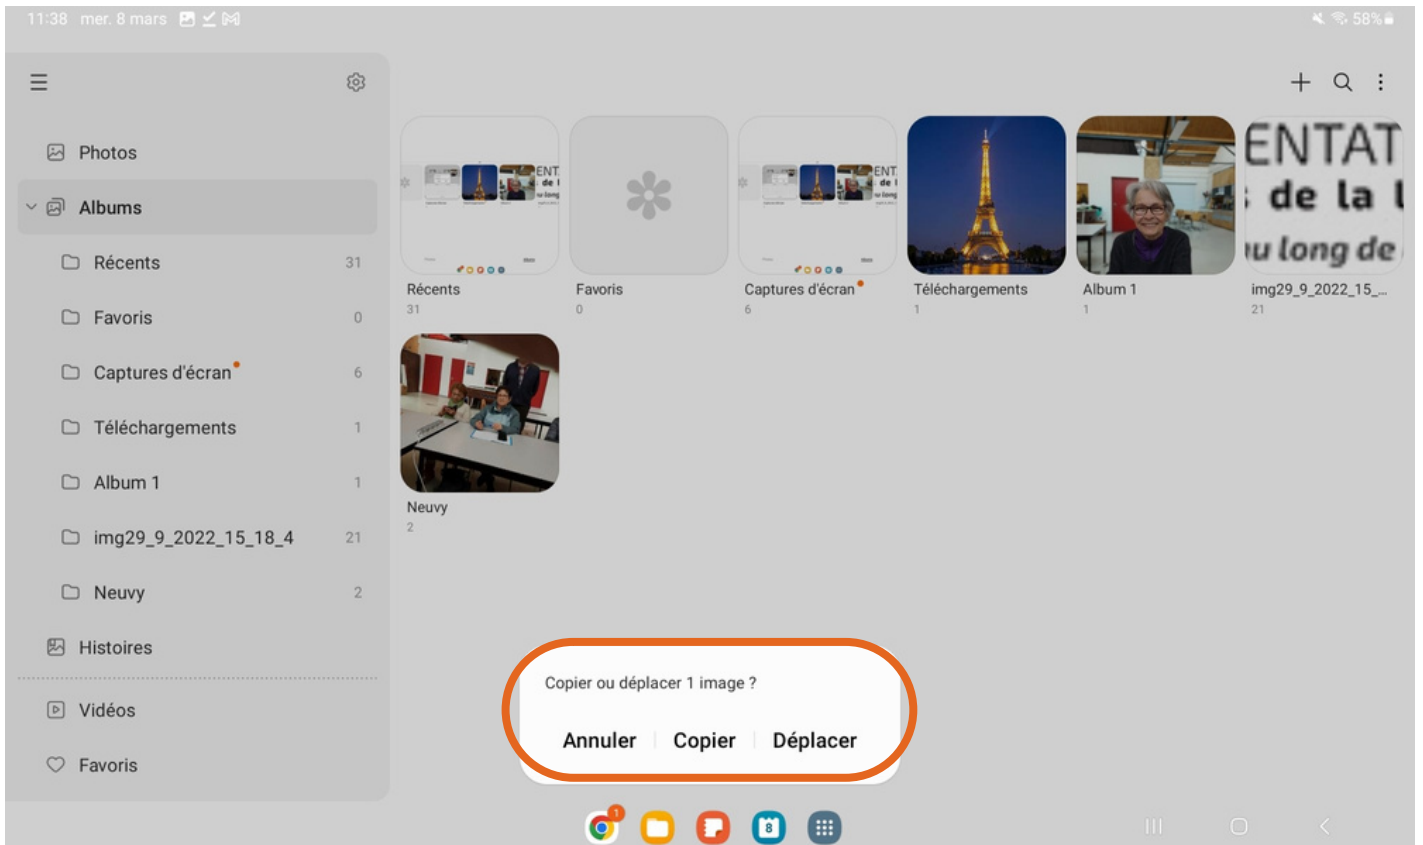 11:38 mer. 8 mars
58%
Photos
Albums
Récents 31
Favoris 0
Captures d'écran 6
Téléchargements 1
Album 1 1
img29_9_2022_15_18_4 21
Neuvy 2
Histoires
Vidéos
Favoris
ENTAT
de la l
u long de
Récents
31
Favoris
0
Captures d'écran
6
Téléchargements
1
Album 1
1
img29_9_2022_15_...
21
Neuvy
2
Copier ou déplacer 1 image ?
Annuler Copier Déplacer
1
8